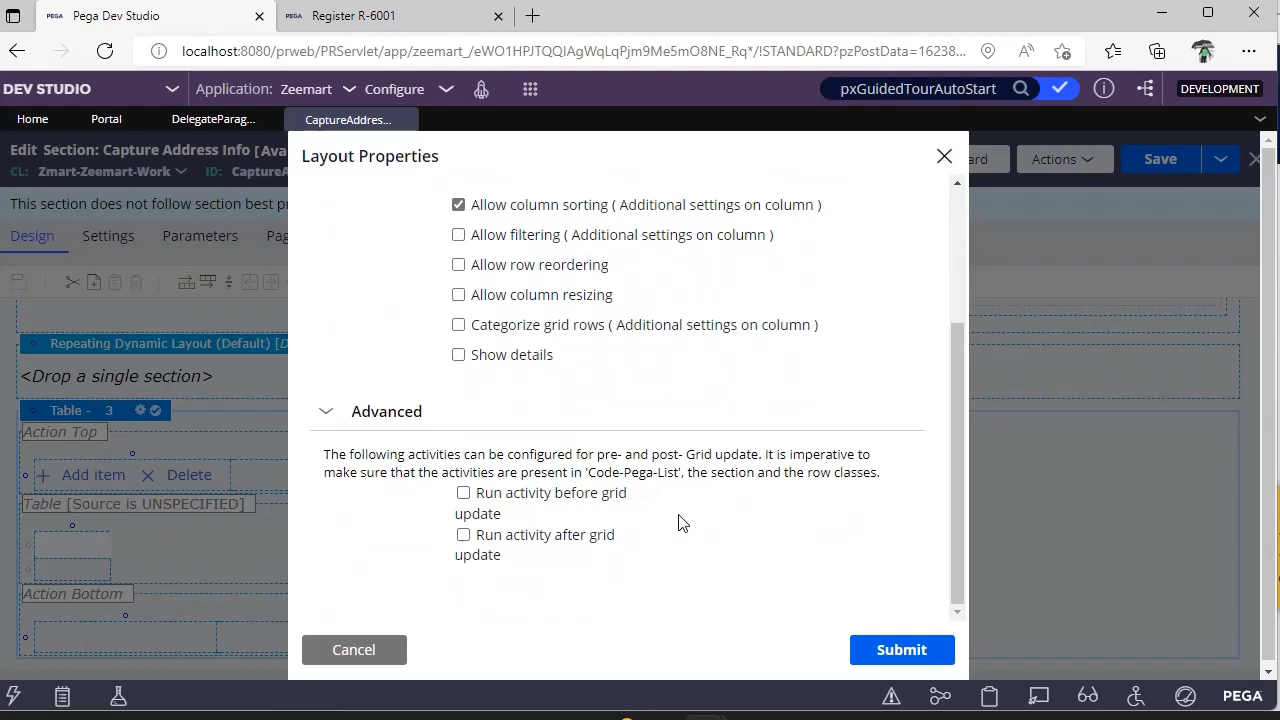 Pega Dev Studio
PEGA
Register R-6001
localhost:8080/prweb/PRServlet/app/zeemart_/eWO1HPJTQQIAgWqLqPjm9Me5mO8NE_Rq*/!STANDARD?pzPostData=16238...
DEV STUDIO
Application: Zeemart
Configure
pxGuidedTourAutoStart
DEVELOPMENT
Home
Portal
DelegateParag...
CaptureAddres...
Edit Section: Capture Address Info [Ava
Layout Properties
ard
Actions
Save
CL: Zmart-Zeemart-Work
ID: CaptureA
This section does not follow section best p
Design
Settings
Parameters
Pag
Allow column sorting ( Additional settings on column )
Allow filtering ( Additional settings on column )
Allow row reordering
Allow column resizing
Categorize grid rows ( Additional settings on column )
Show details
Repeating Dynamic Layout (Default) [D
<Drop a single section>
Table - 3
Action Top
Add item
Delete
Table [Source is UNSPECIFIED]
Action Bottom
Advanced
The following activities can be configured for pre- and post- Grid update. It is imperative to
make sure that the activities are present in 'Code-Pega-List', the section and the row classes.
Run activity before grid
update
Run activity after grid
update
Cancel
Submit
PEGA